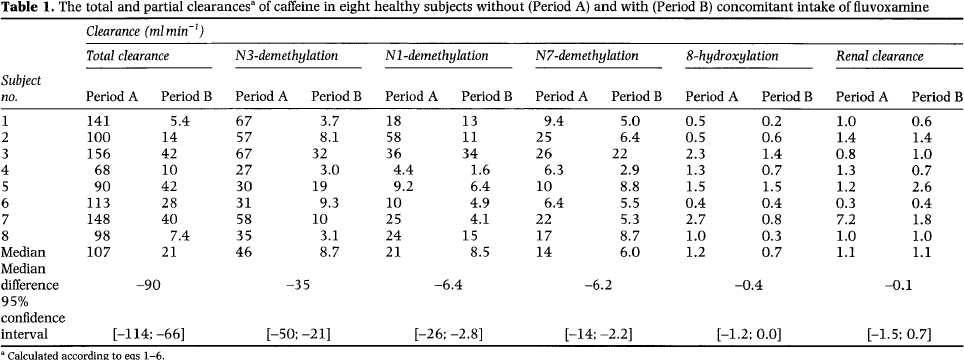 Table 1. The total and partial clearancesᵃ of caffeine in eight healthy subjects without (Period A) and with (Period B) concomitant intake of fluvoxamine
Clearance (ml min⁻¹)
Total clearance N3-demethylation N1-demethylation N7-demethylation 8-hydroxylation Renal clearance
Subject
no. Period A Period B Period A Period B Period A Period B Period A Period B Period A Period B Period A Period B
1 141 5.4 67 3.7 18 13 9.4 5.0 0.5 0.2 1.0 0.6
2 100 14 57 8.1 58 11 25 6.4 0.5 0.6 1.4 1.4
3 156 42 67 32 36 34 26 22 2.3 1.4 0.8 1.0
4 68 10 27 3.0 4.4 1.6 6.3 2.9 1.3 0.7 1.3 0.7
5 90 42 30 19 9.2 6.4 10 8.8 1.5 1.5 1.2 2.6
6 113 28 31 9.3 10 4.9 6.4 5.5 0.4 0.4 0.3 0.4
7 148 40 58 10 25 4.1 22 5.3 2.7 0.8 7.2 1.8
8 98 7.4 35 3.1 24 15 17 8.7 1.0 0.3 1.0 1.0
Median 107 21 46 8.7 21 8.5 14 6.0 1.2 0.7 1.1 1.1
Median
difference −90 −35 −6.4 −6.2 −0.4 −0.1
95%
confidence
interval [−114; −66] [−50; −21] [−26; −2.8] [−14; −2.2] [−1.2; 0.0] [−1.5; 0.7]
ᵃ Calculated according to eqs 1–6.